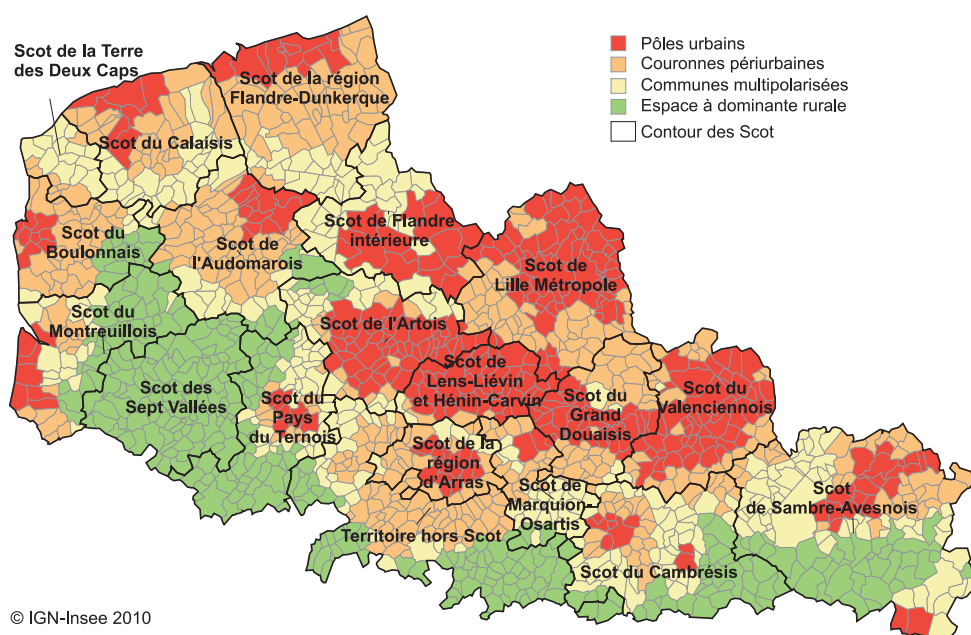 Scot de la Terre
des Deux Caps
Scot de la région
Flandre-Dunkerque
Pôles urbains
Couronnes périurbaines
Communes multipolarisées
Espace à dominante rurale
Contour des Scot
Scot du Calaisis
Scot du
Boulonnais
Scot de
l'Audomarois
Scot de Flandre
intérieure
Scot de
Lille Métropole
Scot du
Montreuillois
Scot de l'Artois
Scot des
Sept Vallées
Scot du
Pays
du Ternois
Scot de
Lens-Liévin
et Hénin-Carvin
Scot du
Grand
Douaisis
Scot du
Valenciennois
Scot de la
région
d'Arras
Scot de
Marquion-
Osartis
Scot
de Sambre-Avesnois
Territoire hors Scot
Scot du Cambrésis
© IGN-Insee 2010